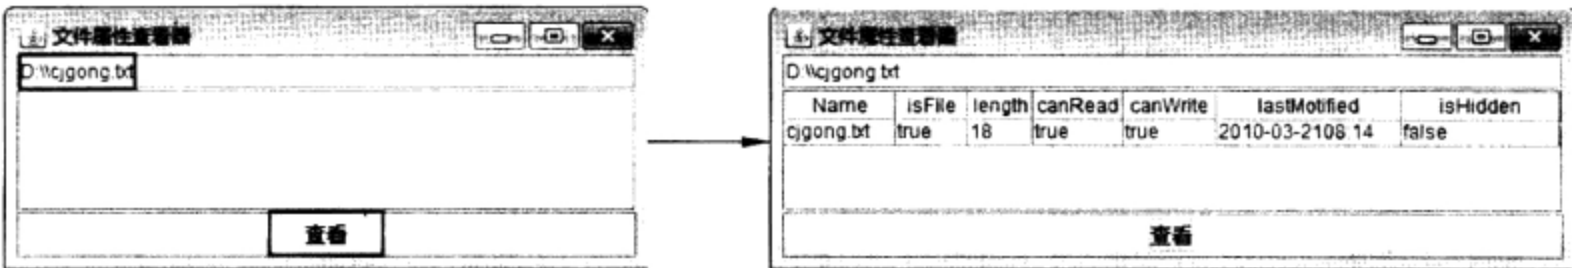 文件属性查看器
D:\\cjgong.txt
查看
文件属性查看器
D:\\cjgong.txt
Name isFile length canRead canWrite lastMotified isHidden
cjgong.txt true 18 true true 2010-03-2108:14 false
查看